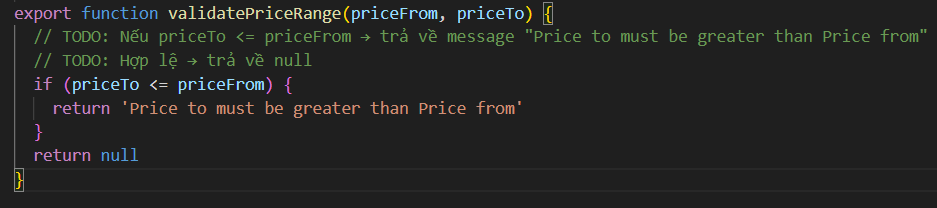 export function validatePriceRange(priceFrom, priceTo) {
// TODO: Nếu priceTo <= priceFrom → trả về message "Price to must be greater than Price from"
// TODO: Hợp lệ → trả về null
if (priceTo <= priceFrom) {
return 'Price to must be greater than Price from'
}
return null
}